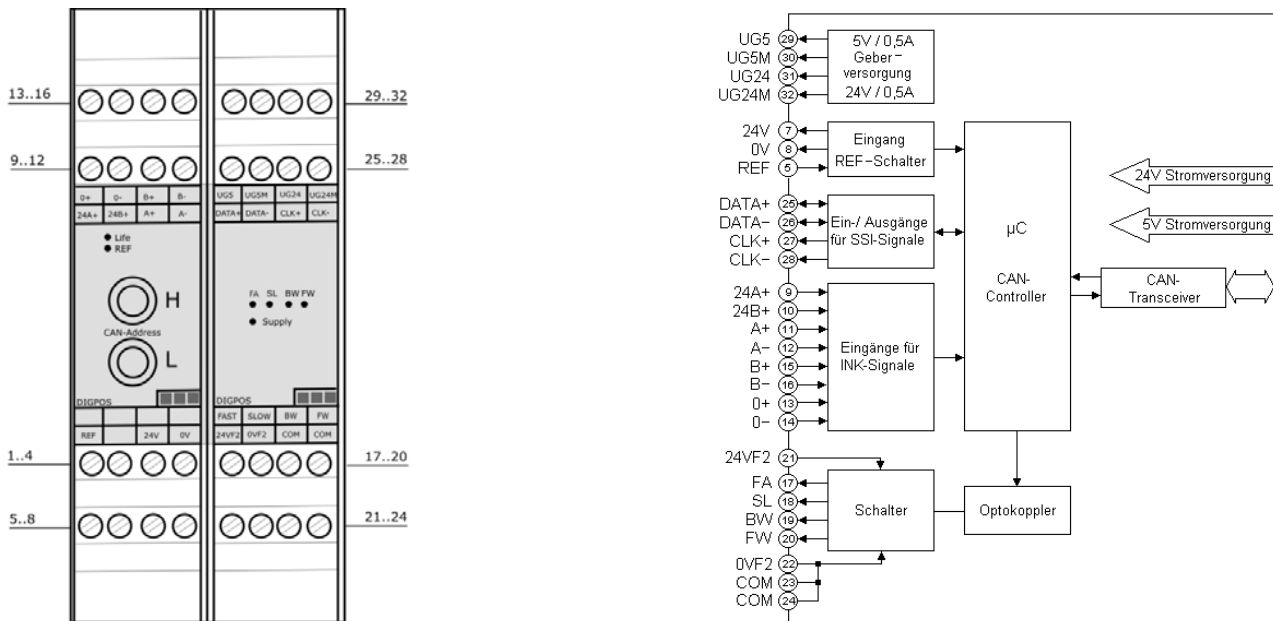 13..16
29..32
9..12
25..28
0+ 0- B+ B- UG5 UG5M UG24 UG24M
24A+ 24B+ A+ A- DATA+ DATA- CLK+ CLK-
Life
REF
H
CAN-Address
L
FA SL BW FW
Supply
DIGPOS DIGPOS
FAST SLOW BW FW
REF 24V 0V 24VF2 0VF2 COM COM
1..4
17..20
5..8
21..24
UG5 29
UG5M 30
UG24 31
UG24M 32
5V / 0,5A
Geber-
versorgung
24V / 0,5A
24V 7
0V 8
REF 5
Eingang
REF-Schalter
DATA+ 25
DATA- 26
CLK+ 27
CLK- 28
Ein-/ Ausgänge
für SSI-Signale
24A+ 9
24B+ 10
A+ 11
A- 12
B+ 15
B- 16
0+ 13
0- 14
Eingänge für
INK-Signale
µC
CAN-
Controller
24V Stromversorgung
5V Stromversorgung
CAN-
Transceiver
24VF2 21
FA 17
SL 18
BW 19
FW 20
0VF2 22
COM 23
COM 24
Schalter
Optokoppler